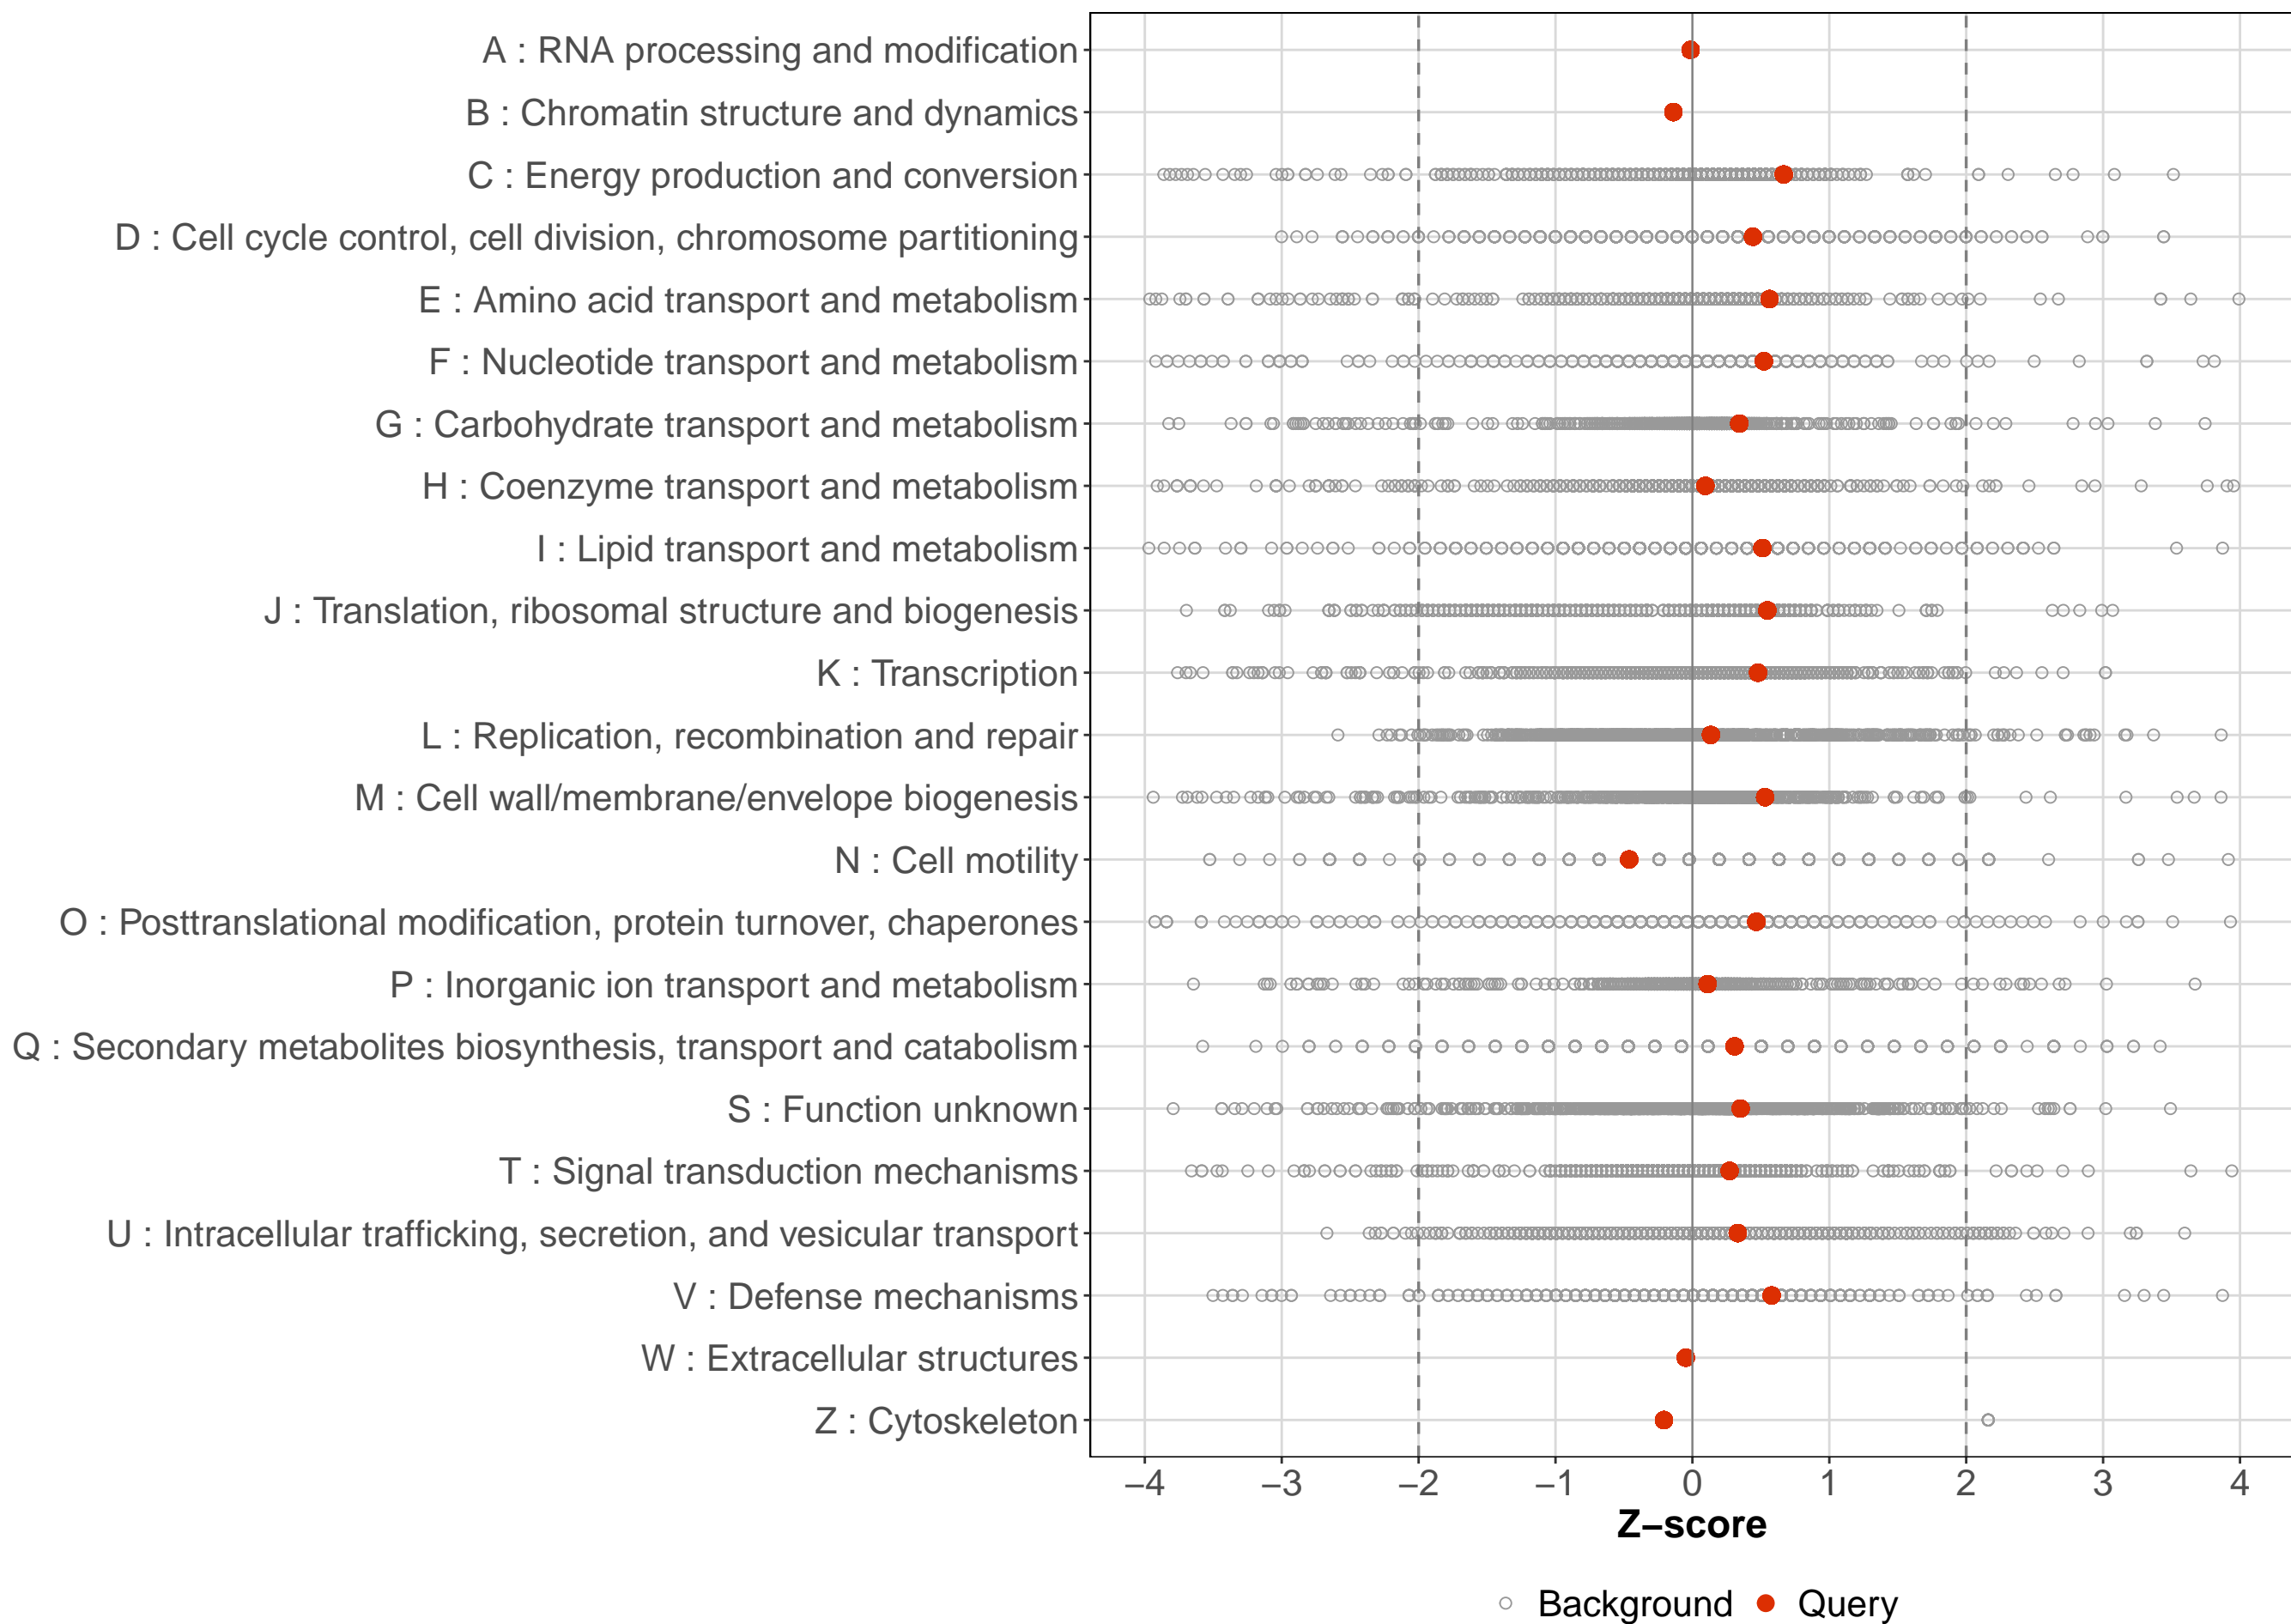 A : RNA processing and modification
B : Chromatin structure and dynamics
C : Energy production and conversion
D : Cell cycle control, cell division, chromosome partitioning
E : Amino acid transport and metabolism
F : Nucleotide transport and metabolism
G : Carbohydrate transport and metabolism
H : Coenzyme transport and metabolism
I : Lipid transport and metabolism
J : Translation, ribosomal structure and biogenesis
K : Transcription
L : Replication, recombination and repair
M : Cell wall/membrane/envelope biogenesis
N : Cell motility
O : Posttranslational modification, protein turnover, chaperones
P : Inorganic ion transport and metabolism
Q : Secondary metabolites biosynthesis, transport and catabolism
S : Function unknown
T : Signal transduction mechanisms
U : Intracellular trafficking, secretion, and vesicular transport
V : Defense mechanisms
W : Extracellular structures
Z : Cytoskeleton
−4 −3 −2 −1 0 1 2 3 4
Z−score
Background Query